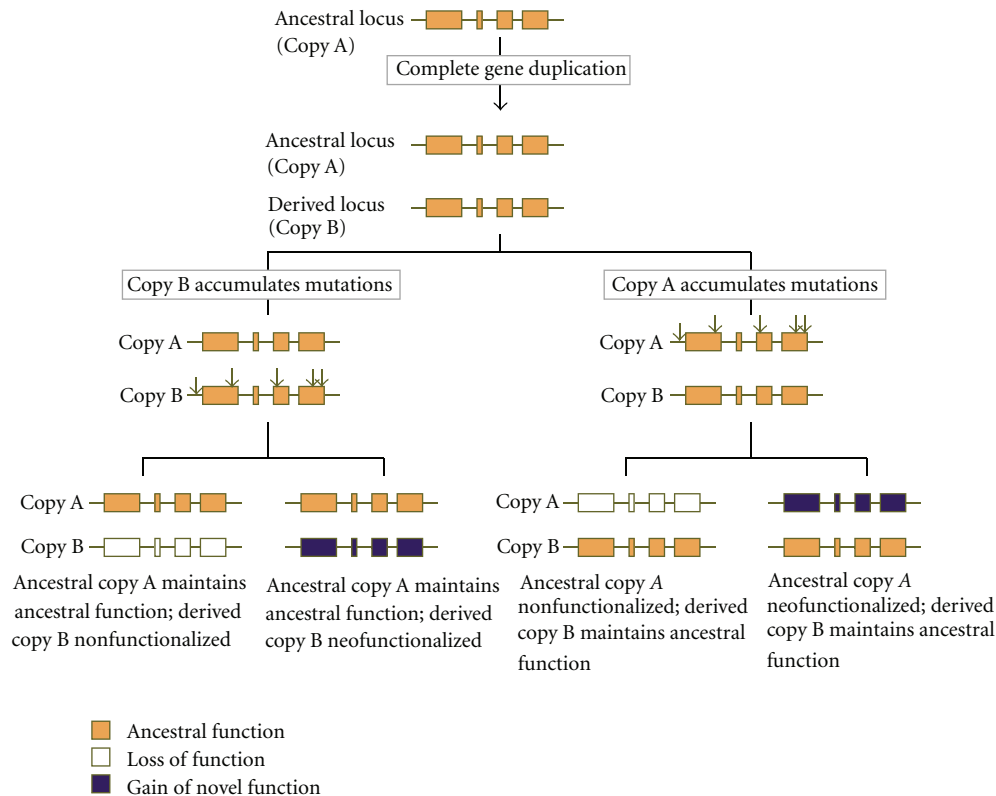 Ancestral locus
(Copy A)
Complete gene duplication
Ancestral locus
(Copy A)
Derived locus
(Copy B)
Copy B accumulates mutations
Copy A accumulates mutations
Copy A
Copy B
Copy A
Copy B
Copy A
Copy B
Ancestral copy A maintains
ancestral function; derived
copy B nonfunctionalized
Ancestral copy A maintains
ancestral function; derived
copy B neofunctionalized
Copy A
Copy B
Ancestral copy A
nonfunctionalized; derived
copy B maintains ancestral
function
Ancestral copy A
neofunctionalized; derived
copy B maintains ancestral
function
Ancestral function
Loss of function
Gain of novel function